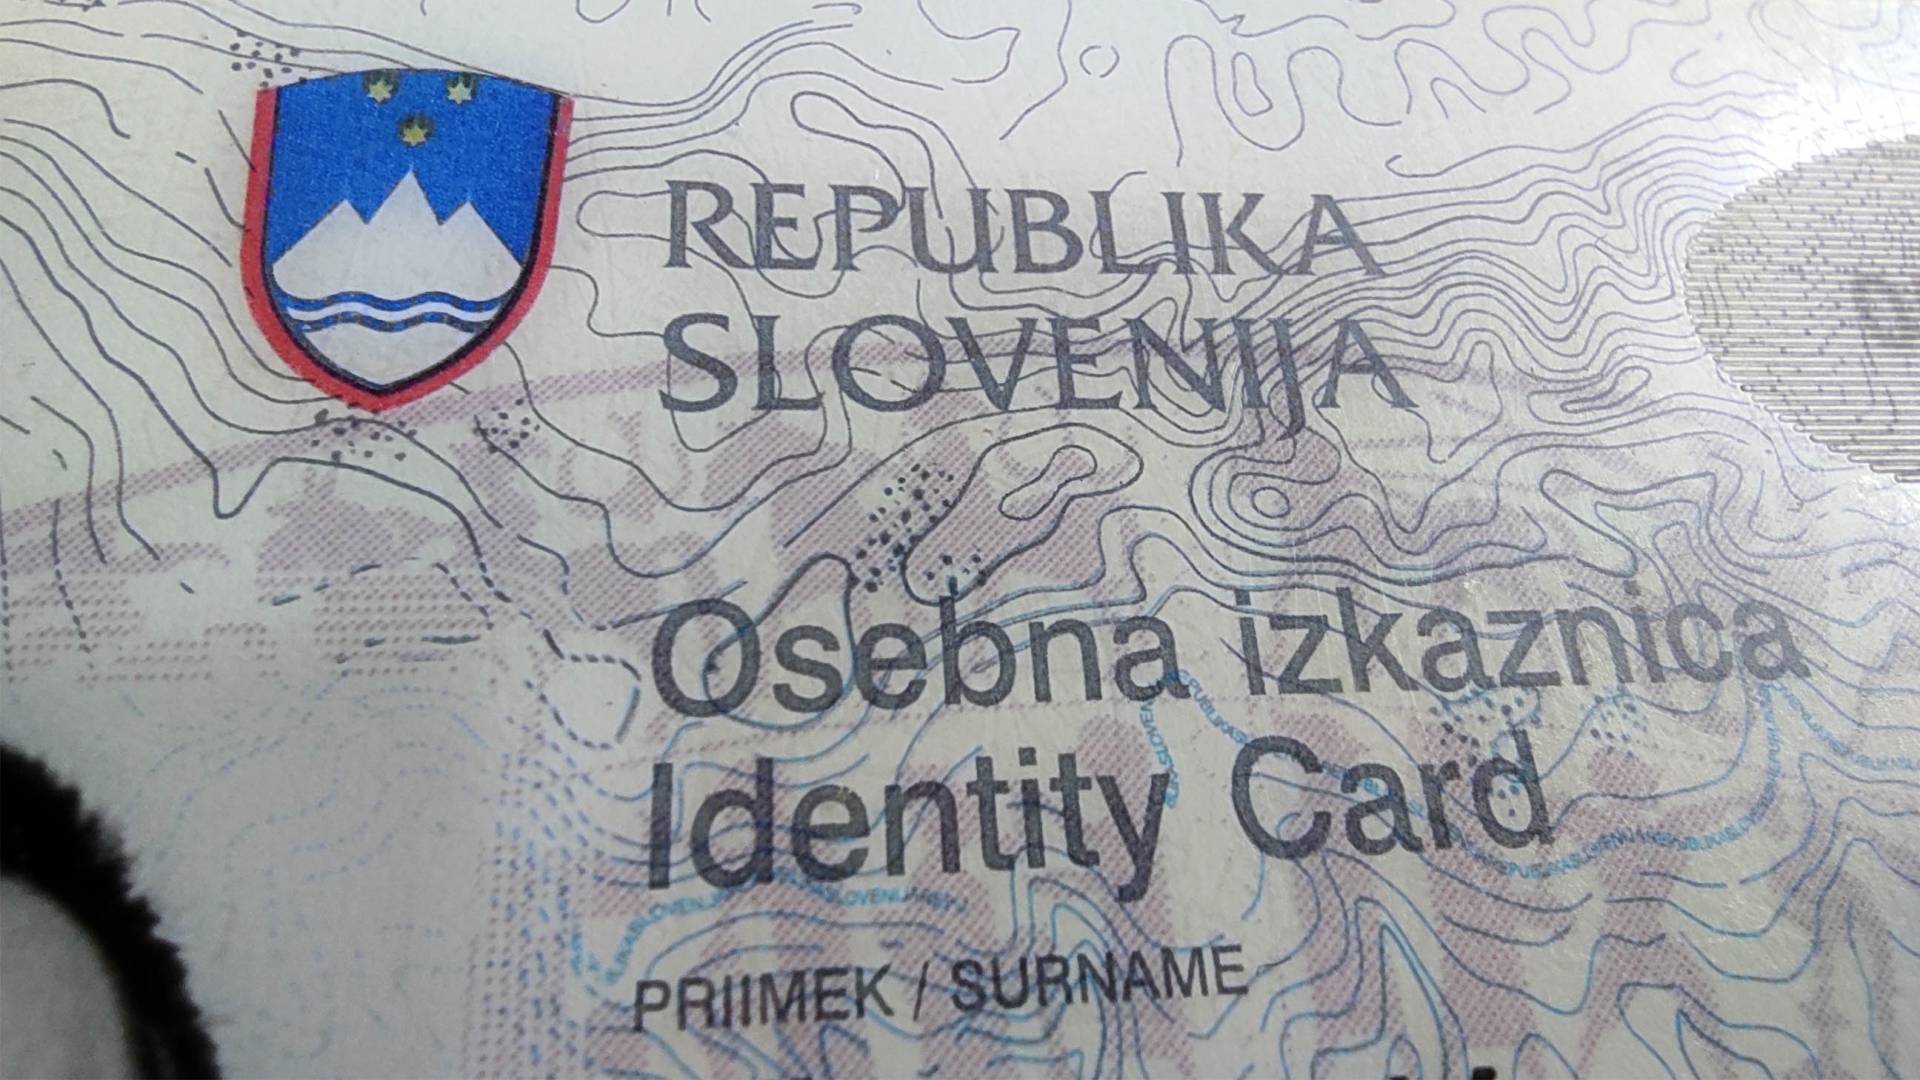 REPUBLIKA
SLOVENIJA
Osebna izkaznica
Identity Card
PRIIMEK / SURNAME